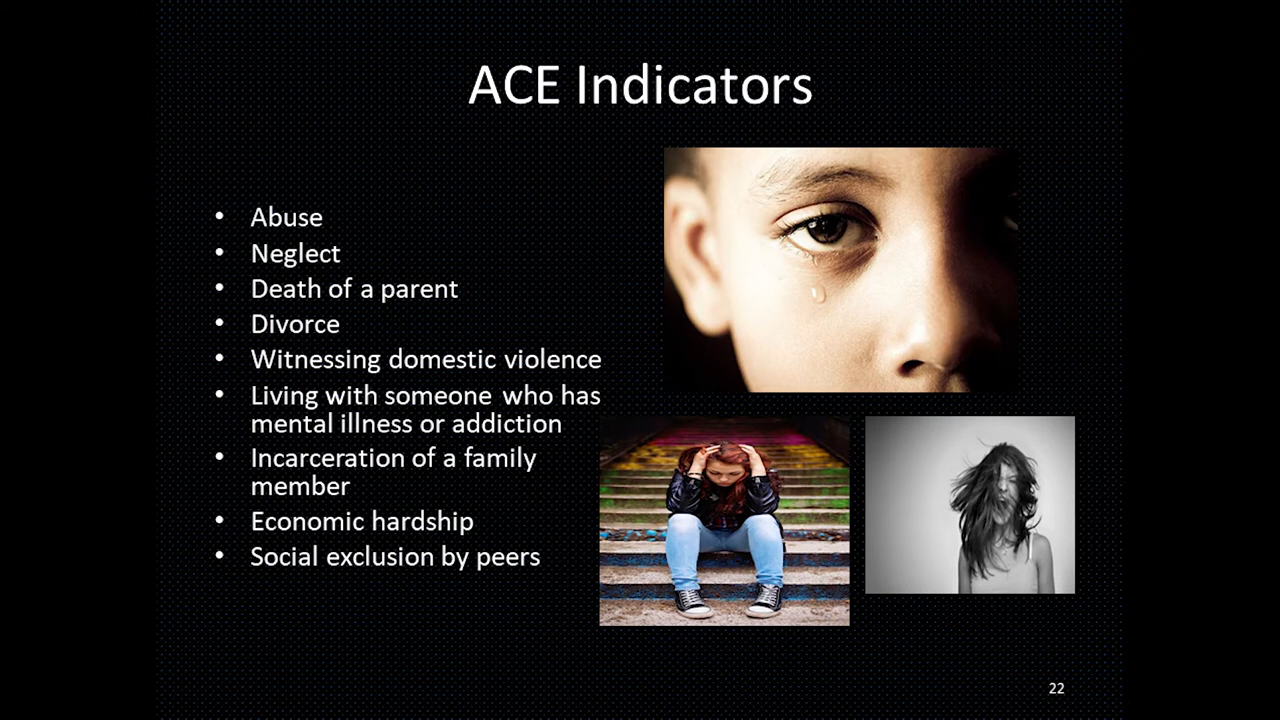 ACE Indicators
• Abuse
• Neglect
• Death of a parent
• Divorce
• Witnessing domestic violence
• Living with someone who has
mental illness or addiction
• Incarceration of a family
member
• Economic hardship
• Social exclusion by peers
22